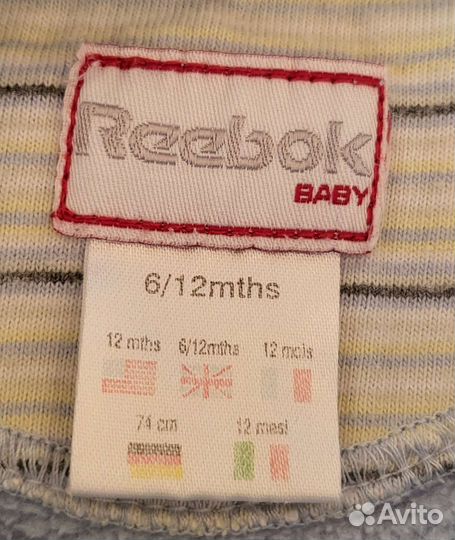 Reebok
BABY
6/12mths
12 mths 6/12mths 12 mois
74 cm 12 mesi
Avito